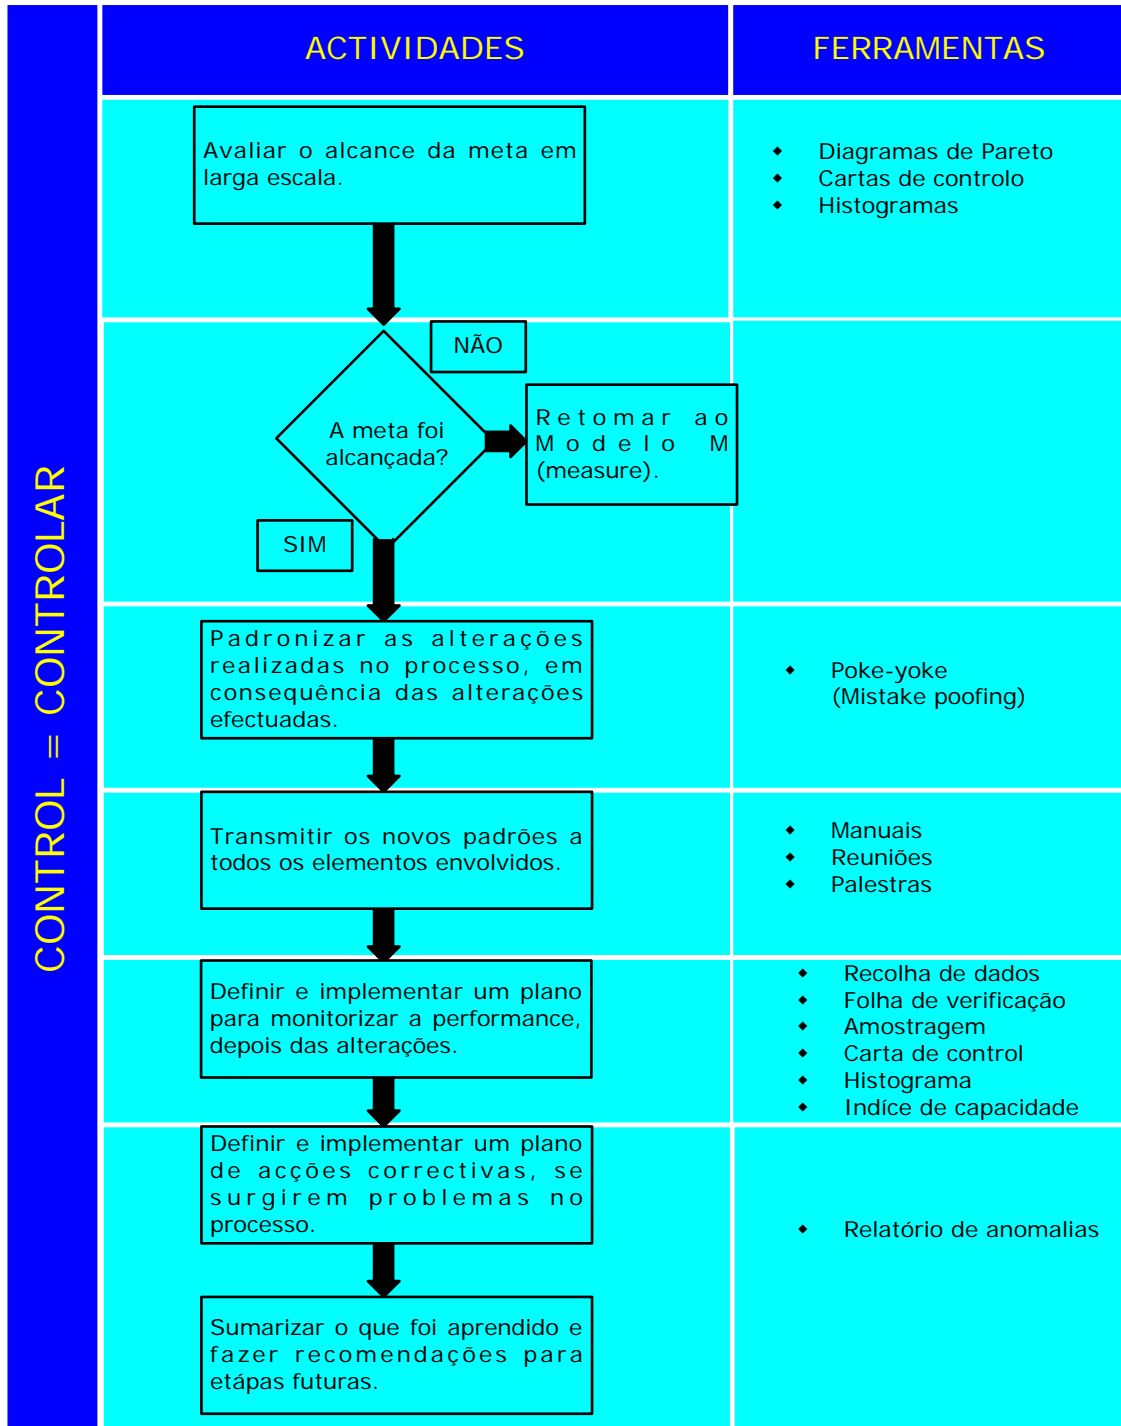 CONTROL = CONTROLAR
ACTIVIDADES
FERRAMENTAS
Avaliar o alcance da meta em
larga escala.
Diagramas de Pareto
Cartas de controlo
Histogramas
NÃO
A meta foi
alcançada?
Retomar ao
Modelo M
(measure).
SIM
Padronizar as alterações
realizadas no processo, em
consequência das alterações
efectuadas.
Poke-yoke
(Mistake poofing)
Transmitir os novos padrões a
todos os elementos envolvidos.
Manuais
Reuniões
Palestras
Definir e implementar um plano
para monitorizar a performance,
depois das alterações.
Recolha de dados
Folha de verificação
Amostragem
Carta de control
Histograma
Indíce de capacidade
Definir e implementar um plano
de acções correctivas, se
surgirem problemas no
processo.
Relatório de anomalias
Sumarizar o que foi aprendido e
fazer recomendações para
etápas futuras.